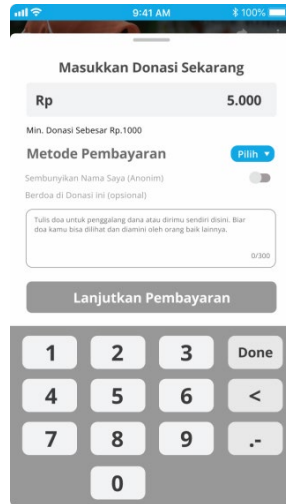 9:41 AM
100%
Masukkan Donasi Sekarang
Rp 5.000
Min. Donasi Sebesar Rp.1000
Metode Pembayaran Pilih
Sembunyikan Nama Saya (Anonim)
Berdoa di Donasi ini (opsional)
Tulis doa untuk penggalang dana atau dirimu sendiri disini. Biar
doa kamu bisa dilihat dan diamini oleh orang baik lainnya.
0/300
Lanjutkan Pembayaran
1 2 3 Done
4 5 6 <
7 8 9 .-
0